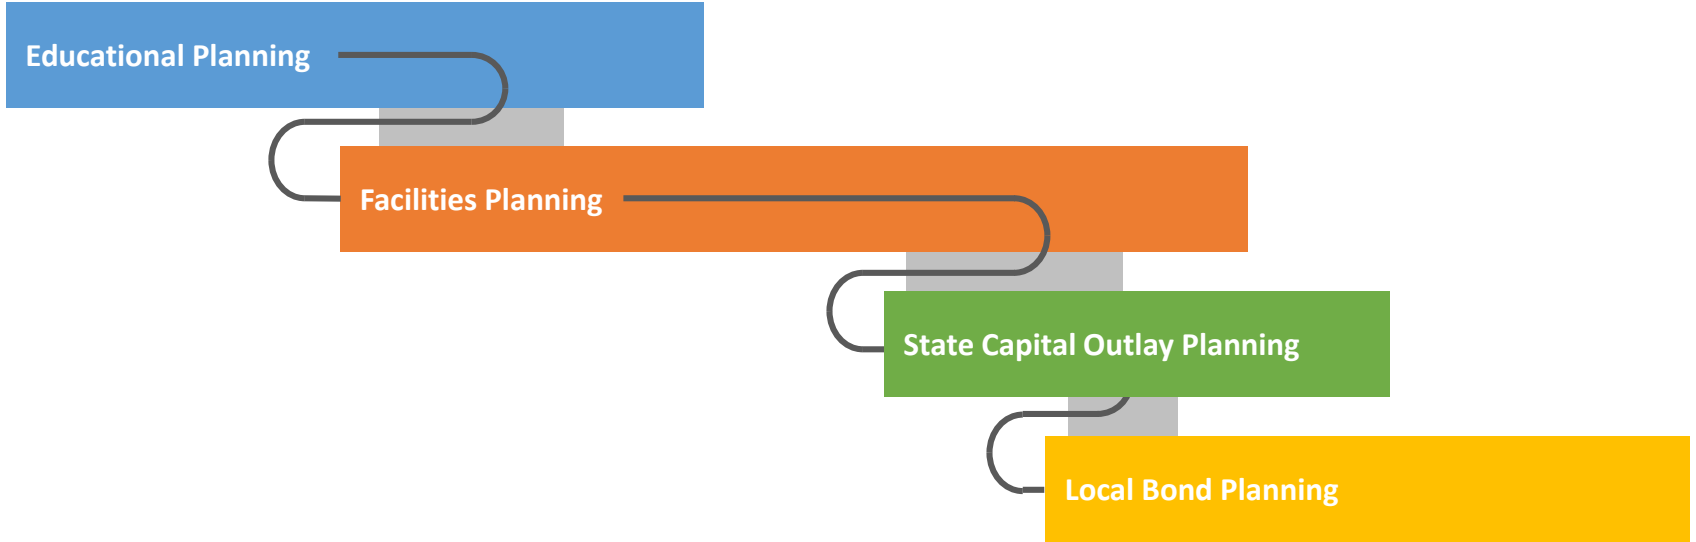 Educational Planning
Facilities Planning
State Capital Outlay Planning
Local Bond Planning